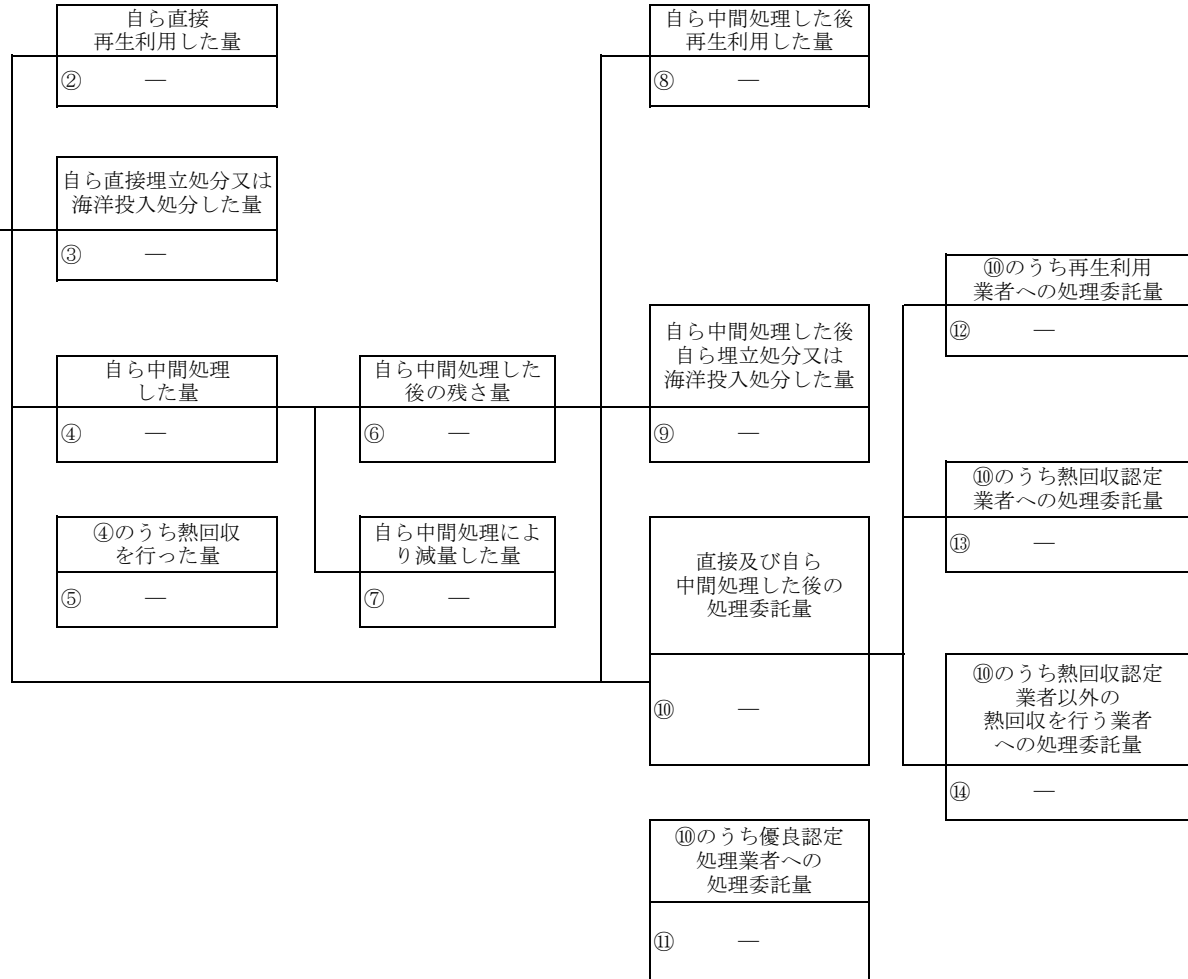 自ら直接
再生利用した量
② ―
自ら直接埋立処分又は
海洋投入処分した量
③ ―
自ら中間処理
した量
④ ―
④のうち熱回収
を行った量
⑤ ―
自ら中間処理した
後の残さ量
⑥ ―
自ら中間処理によ
り減量した量
⑦ ―
自ら中間処理した後
再生利用した量
⑧ ―
自ら中間処理した後
自ら埋立処分又は
海洋投入処分した量
⑨ ―
直接及び自ら
中間処理した後の
処理委託量
⑩ ―
⑩のうち優良認定
処理業者への
処理委託量
⑪ ―
⑩のうち再生利用
業者への処理委託量
⑫ ―
⑩のうち熱回収認定
業者への処理委託量
⑬ ―
⑩のうち熱回収認定
業者以外の
熱回収を行う業者
への処理委託量
⑭ ―